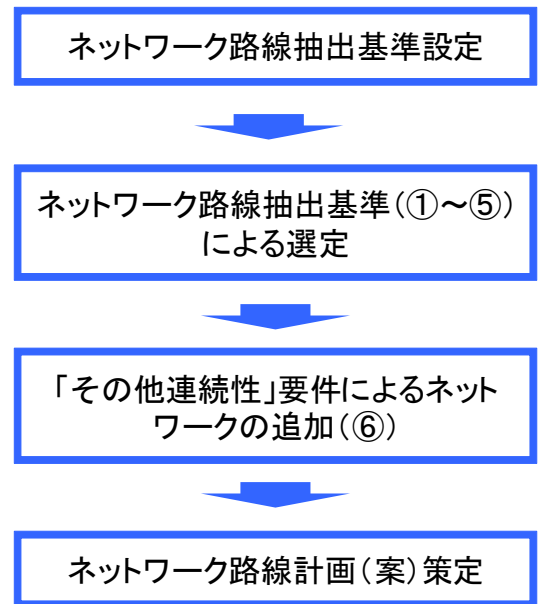 ネットワーク路線抽出基準設定
ネットワーク路線抽出基準(①～⑤)
による選定
「その他連続性」要件によるネット
ワークの追加(⑥)
ネットワーク路線計画(案)策定